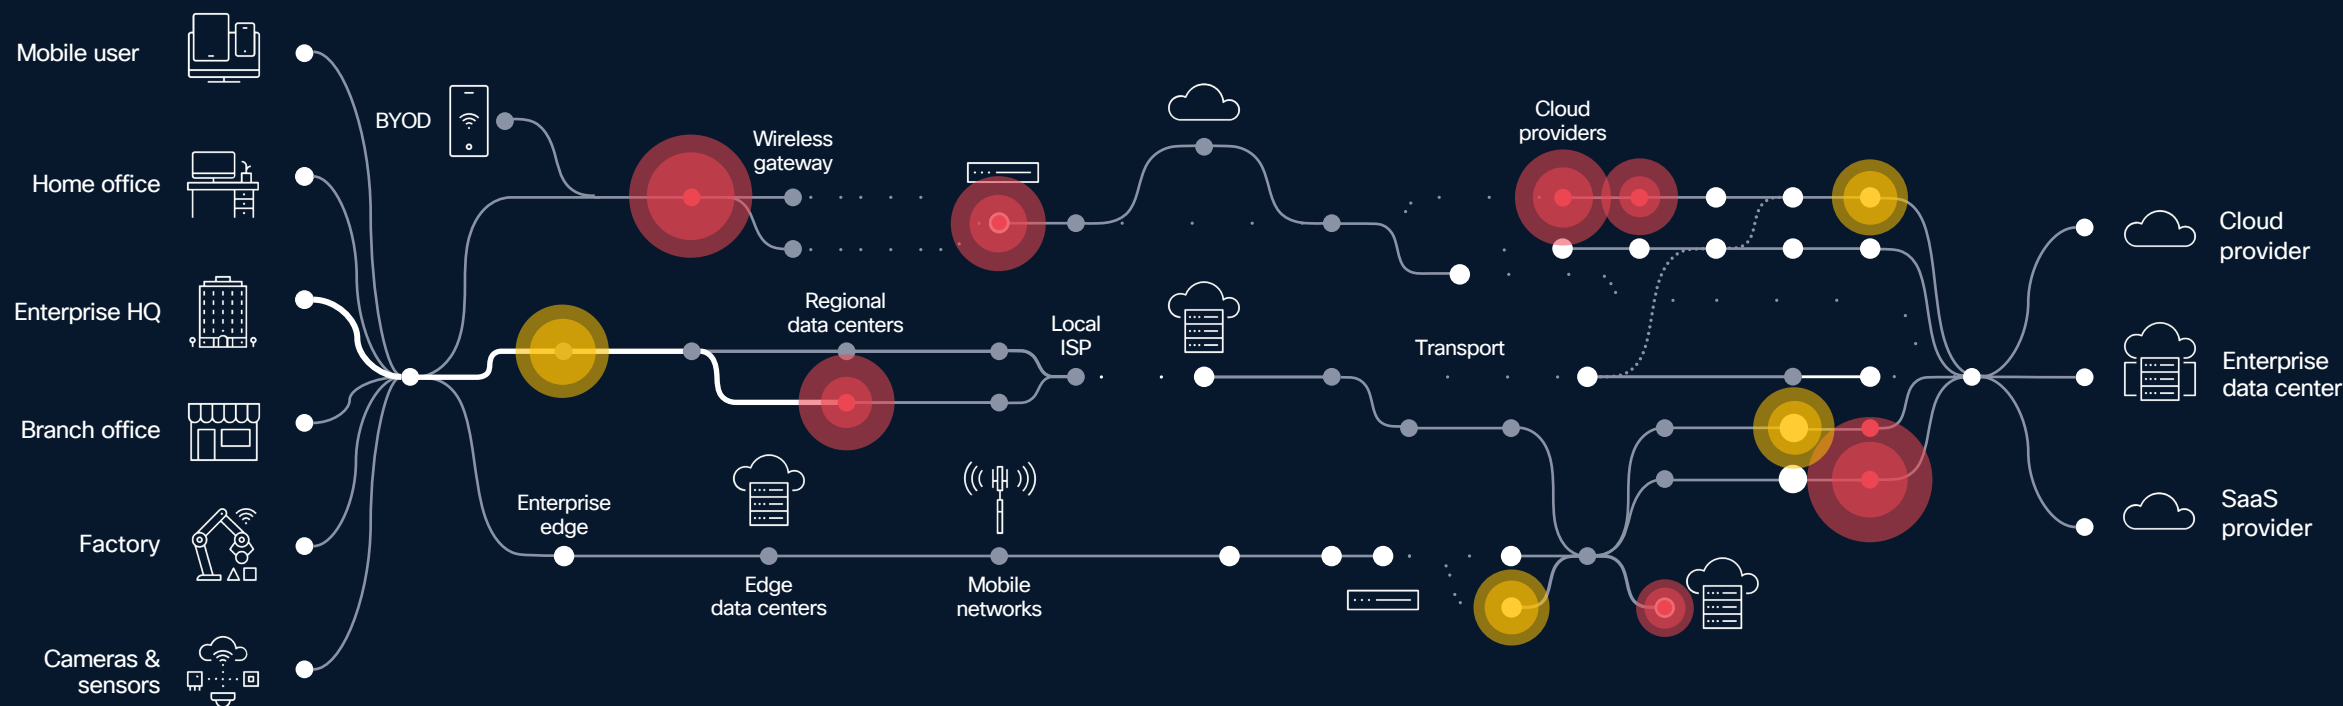 Mobile user
Home office
Enterprise HQ
Branch office
Factory
Cameras &
sensors
BYOD
Wireless
gateway
Regional
data centers
Local
ISP
Enterprise
edge
Edge
data centers
Mobile
networks
Cloud
providers
Transport
Cloud
provider
Enterprise
data center
SaaS
provider